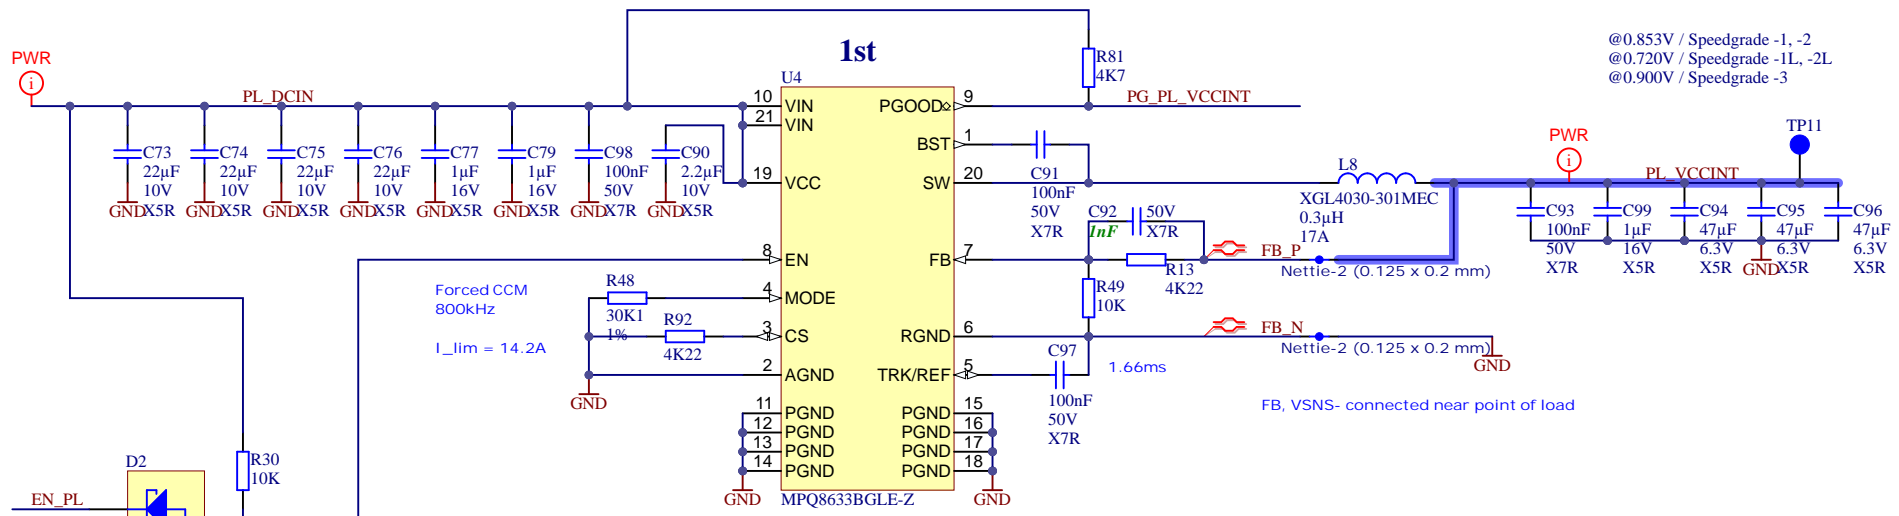 1st
@0.853V / Speedgrade -1, -2
@0.720V / Speedgrade -1L, -2L
@0.900V / Speedgrade -3
PWR
i
PL_DCIN
C73
22µF
10V
X5R
GND
C74
22µF
10V
X5R
GND
C75
22µF
10V
X5R
GND
C76
22µF
10V
X5R
GND
C77
1µF
16V
X5R
GND
C79
1µF
16V
X5R
GND
C98
100nF
50V
X7R
GND
C90
2.2µF
10V
X5R
GND
U4
10 VIN
21 VIN
19 VCC
8 EN
4 MODE
3 CS
2 AGND
11 PGND
12 PGND
13 PGND
14 PGND
GND
PGOOD 9
BST 1
SW 20
FB 7
RGND 6
TRK/REF 5
PGND 15
PGND 16
PGND 17
PGND 18
GND
MPQ8633BGLE-Z
R81
4K7
PG_PL_VCCINT
C91
100nF
50V
X7R
L8
XGL4030-301MEC
0.3µH
17A
C92
1nF
50V
X7R
R13
4K22
R49
10K
FB_P
Nettie-2 (0.125 x 0.2 mm)
FB_N
Nettie-2 (0.125 x 0.2 mm)
GND
C97
100nF
50V
X7R
1.66ms
FB, VSNS- connected near point of load
PWR
i
TP11
PL_VCCINT
C93
100nF
50V
X7R
C99
1µF
16V
X5R
C94
47µF
6.3V
X5R
C95
47µF
6.3V
X5R
GND
C96
47µF
6.3V
X5R
Forced CCM
800kHz
I_lim = 14.2A
R48
30K1
1%
R92
4K22
GND
R30
10K
D2
EN_PL